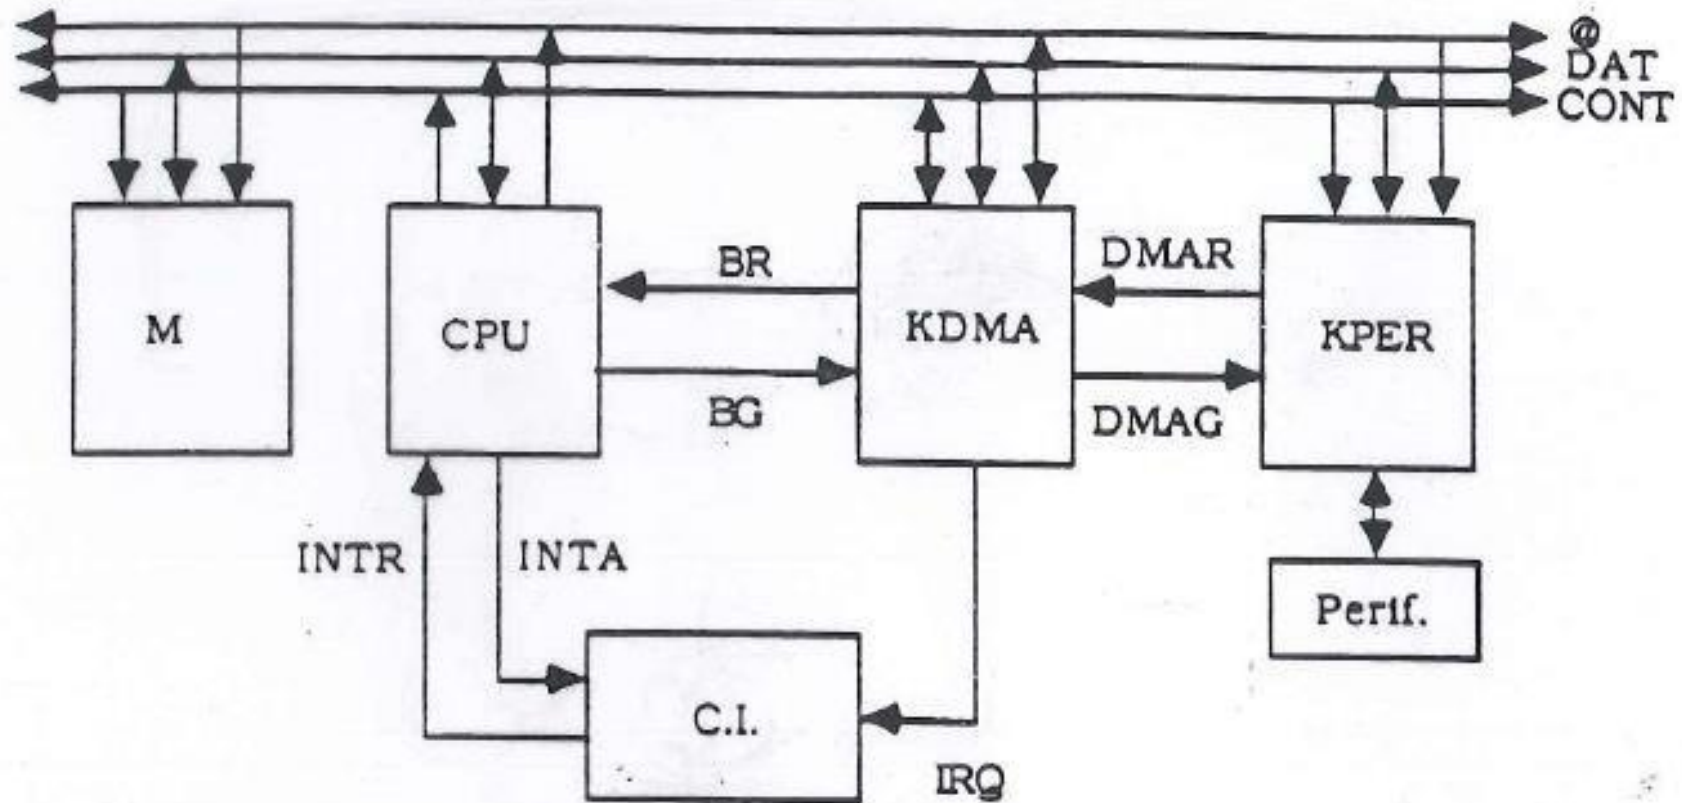 @
DAT
CONT
BR
DMAR
M
CPU
KDMA
KPER
BG
DMAG
INTR
INTA
Perif.
C.I.
IRQ